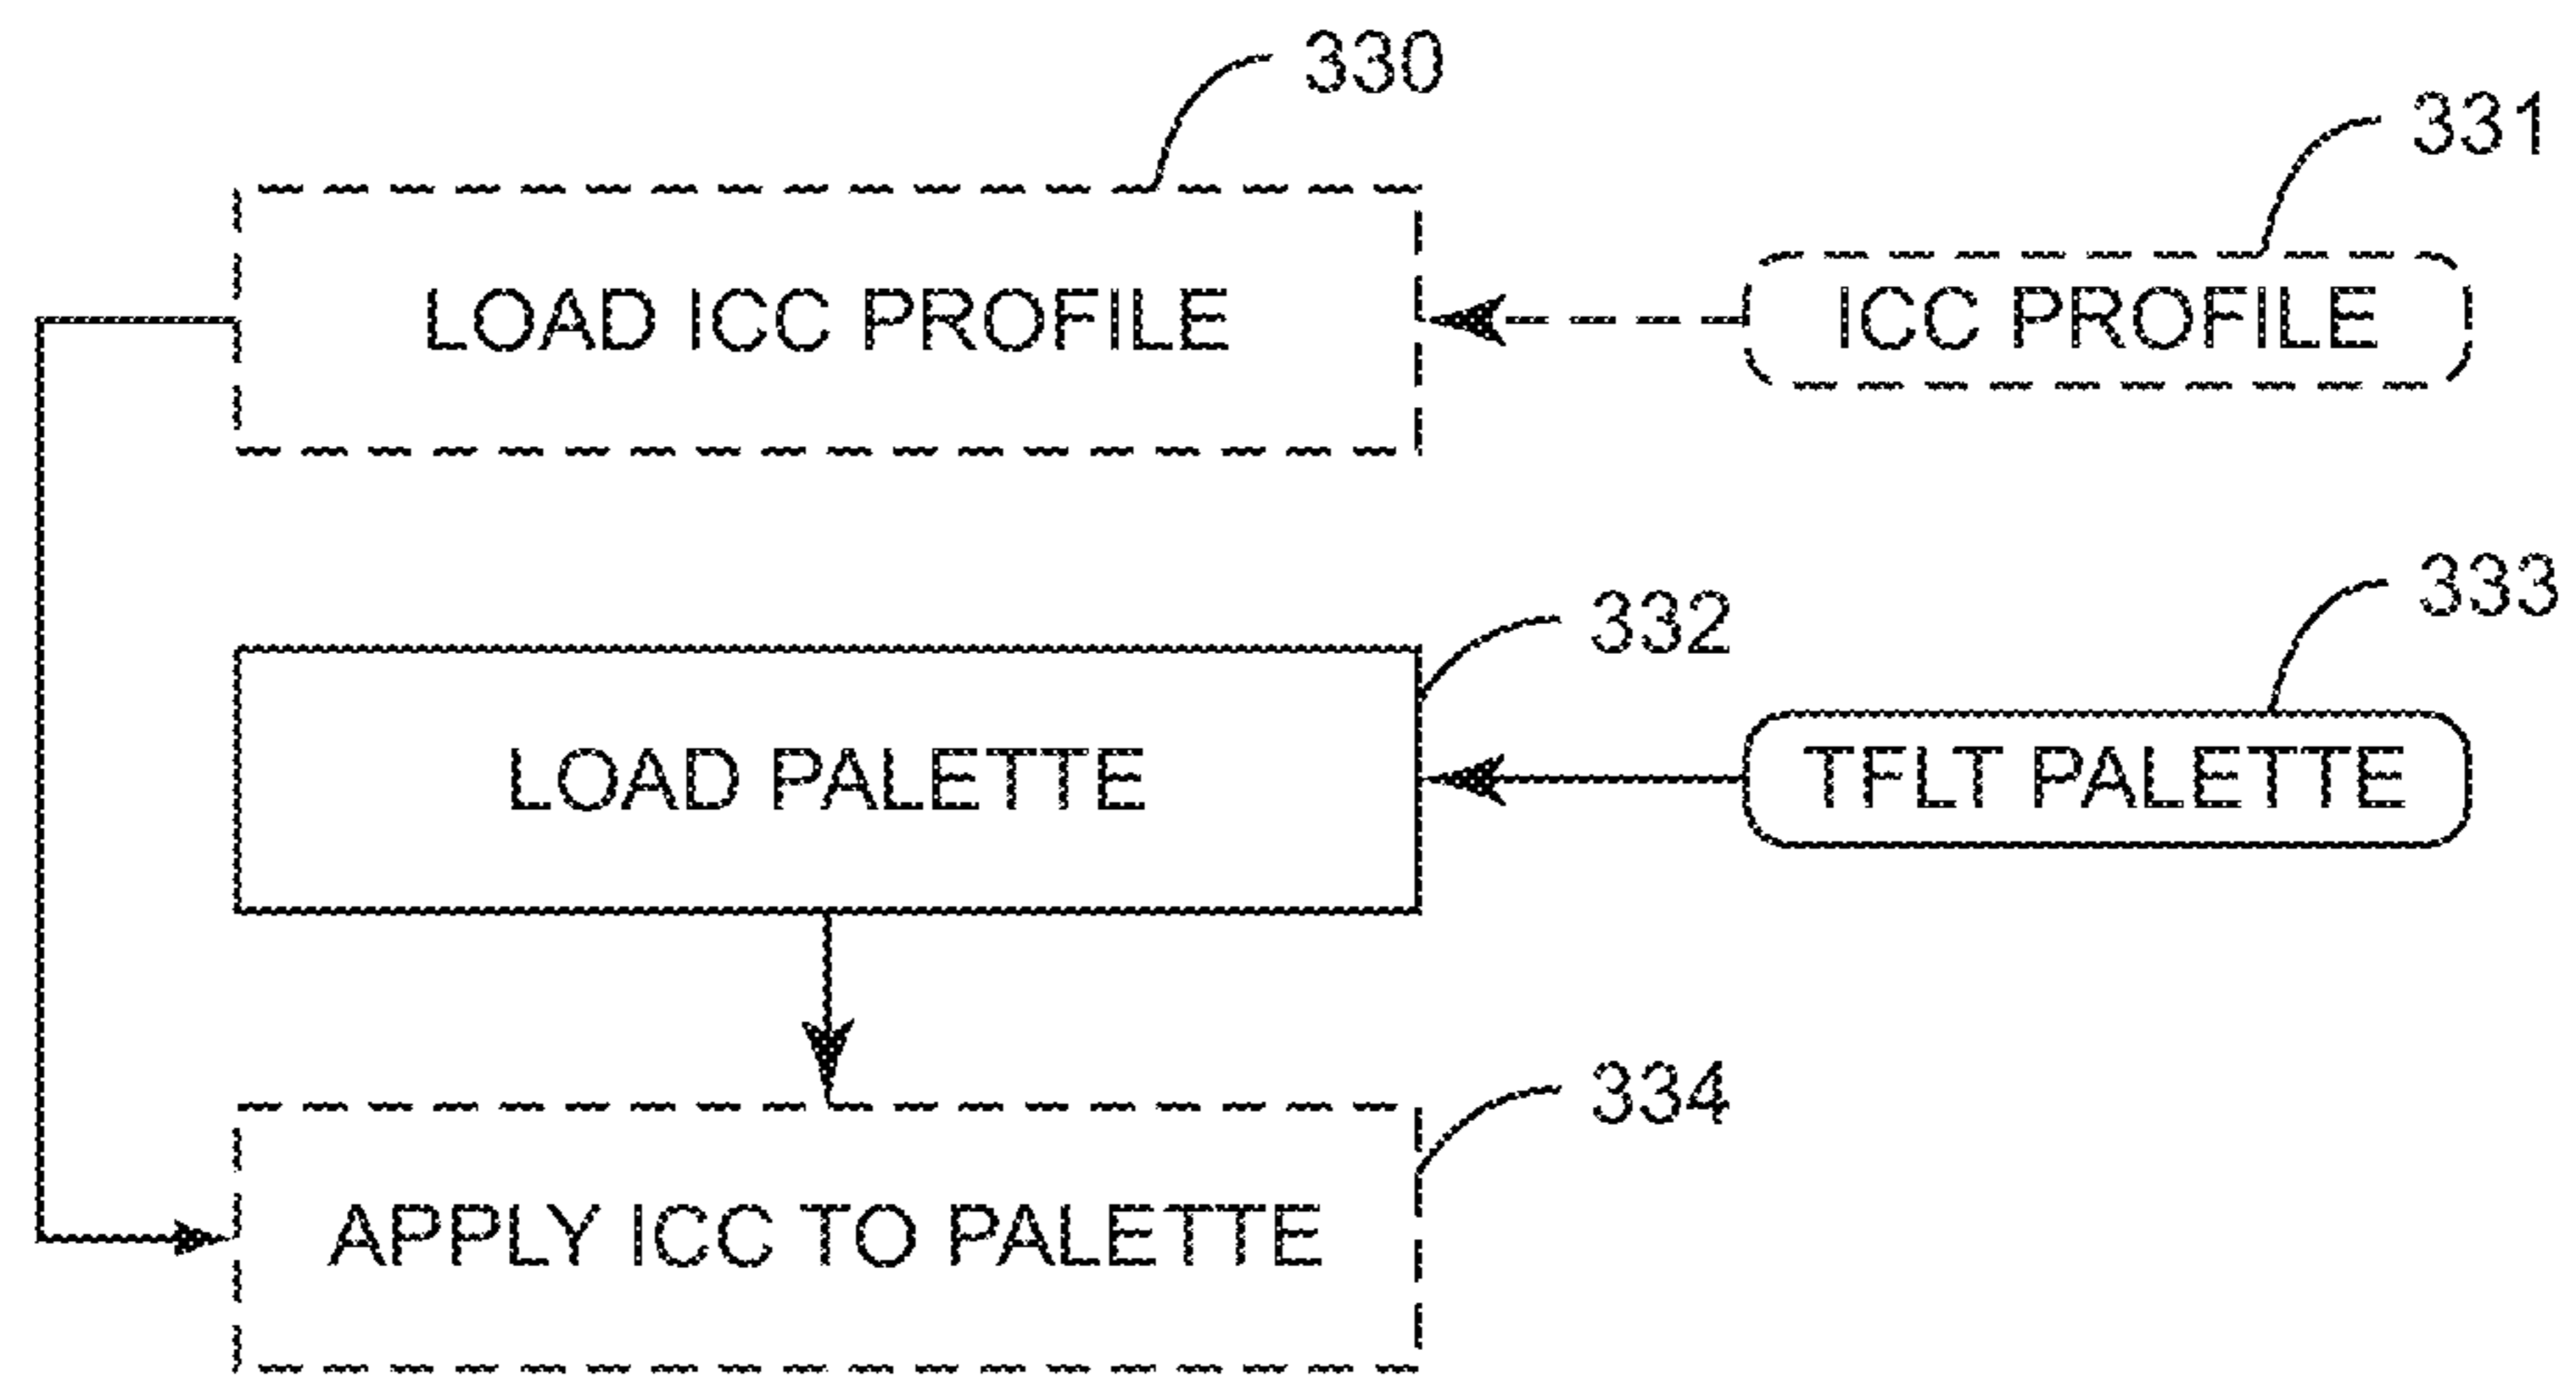 330
331
LOAD ICC PROFILE
ICC PROFILE
332
333
LOAD PALETTE
TFLT PALETTE
334
APPLY ICC TO PALETTE